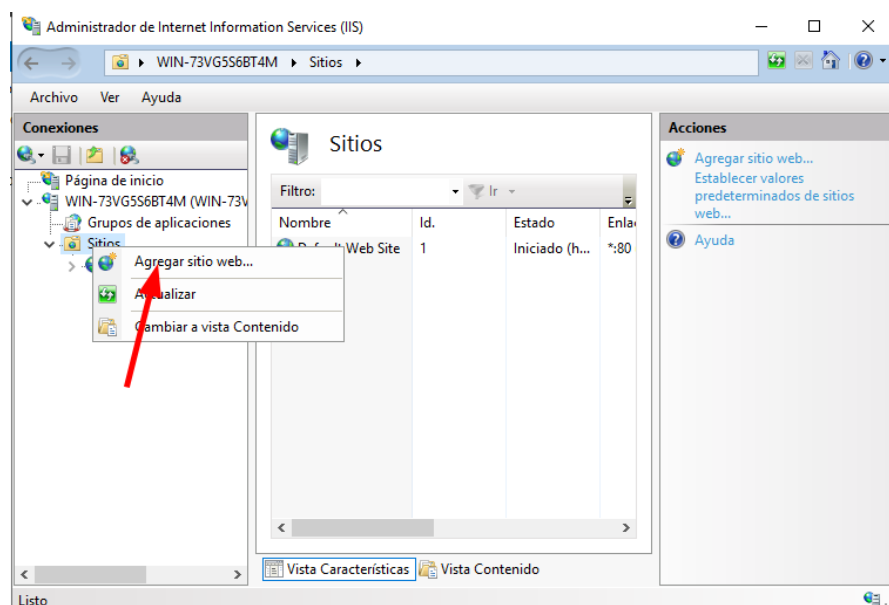 Administrador de Internet Information Services (IIS)
WIN-73VG5S6BT4M Sitios
Archivo Ver Ayuda
Conexiones
Página de inicio
WIN-73VG5S6BT4M (WIN-73V
Grupos de aplicaciones
Sitios
Agregar sitio web...
Actualizar
Cambiar a vista Contenido
Sitios
Filtro: Ir
Nombre Id. Estado Enla
Default Web Site 1 Iniciado (h... *:80
Vista Características Vista Contenido
Acciones
Agregar sitio web...
Establecer valores
predeterminados de sitios
web...
Ayuda
Listo